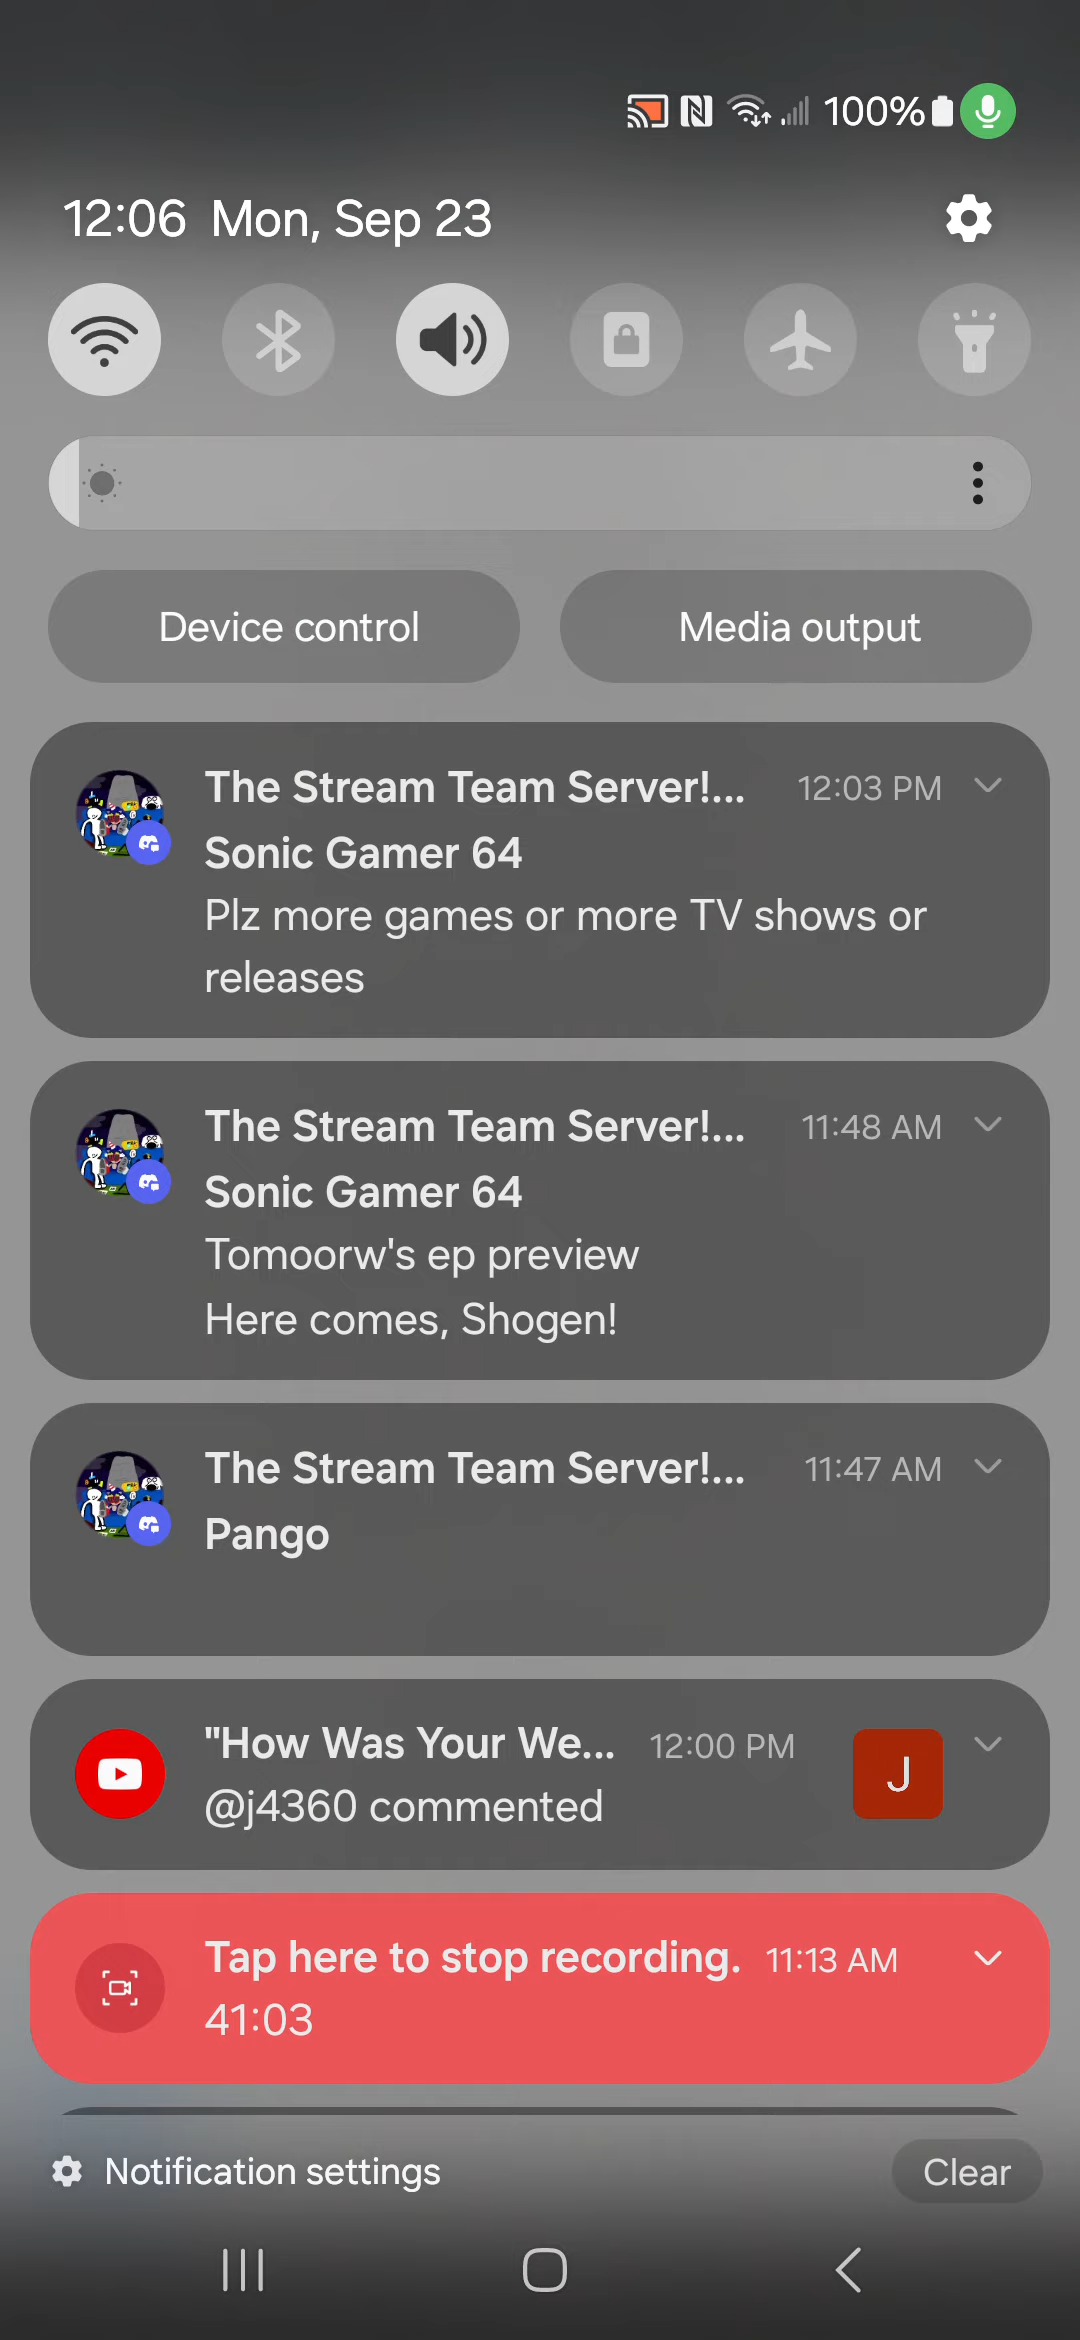 100%
12:06 Mon, Sep 23
Device control
Media output
The Stream Team Server!... 12:03 PM
Sonic Gamer 64
Plz more games or more TV shows or
releases
The Stream Team Server!... 11:48 AM
Sonic Gamer 64
Tomoorw's ep preview
Here comes, Shogen!
The Stream Team Server!... 11:47 AM
Pango
"How Was Your We... 12:00 PM
J
@j4360 commented
Tap here to stop recording. 11:13 AM
41:03
Notification settings
Clear